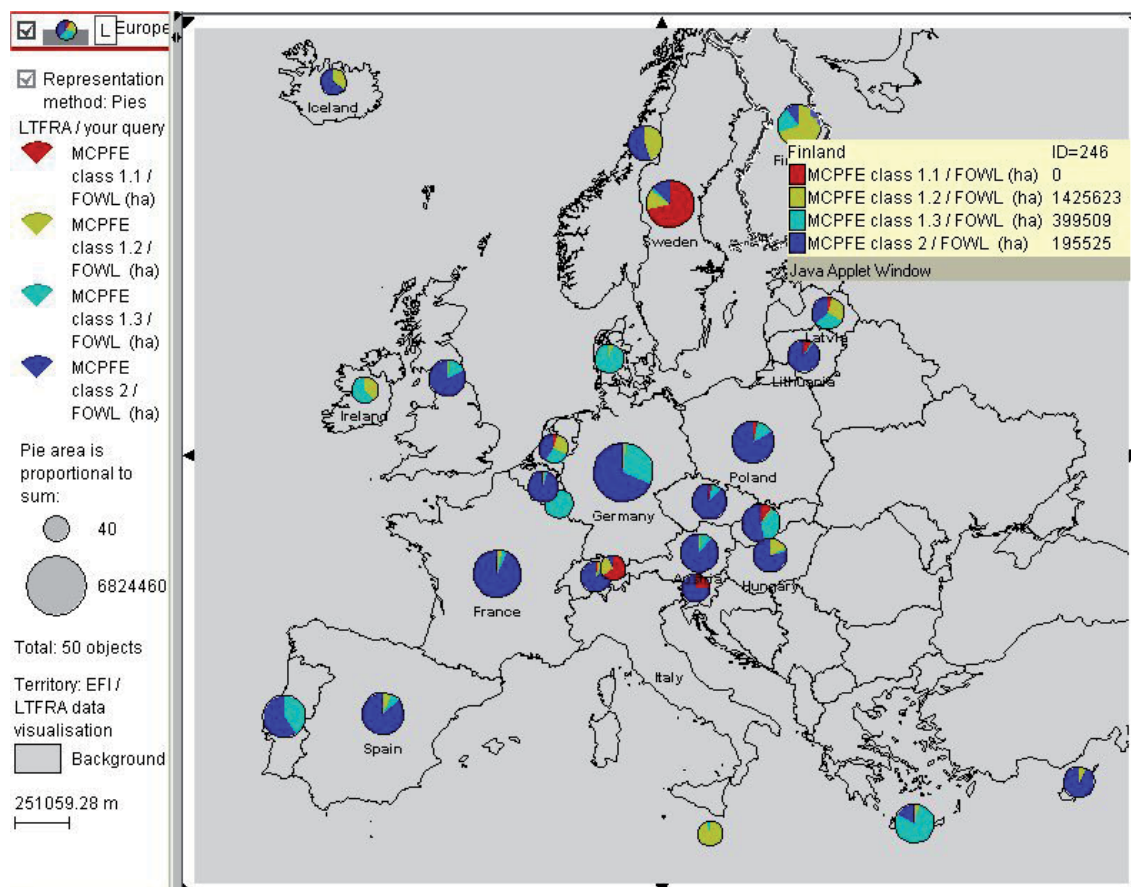 L Europe
Representation
method: Pies
LTFRA / your query
MCPFE
class 1.1 /
FOWL (ha)
MCPFE
class 1.2 /
FOWL (ha)
MCPFE
class 1.3 /
FOWL (ha)
MCPFE
class 2 /
FOWL (ha)
Pie area is
proportional to
sum:
40
6824460
Total: 50 objects
Territory: EFI /
LTFRA data
visualisation
Background
251059.28 m
Iceland
Finland ID=246
MCPFE class 1.1 / FOWL (ha) 0
MCPFE class 1.2 / FOWL (ha) 1425623
MCPFE class 1.3 / FOWL (ha) 399509
MCPFE class 2 / FOWL (ha) 195525
Java Applet Window
Sweden
Latvia
Lithuania
Ireland
Poland
Germany
Austria
Hungary
France
Italy
Spain